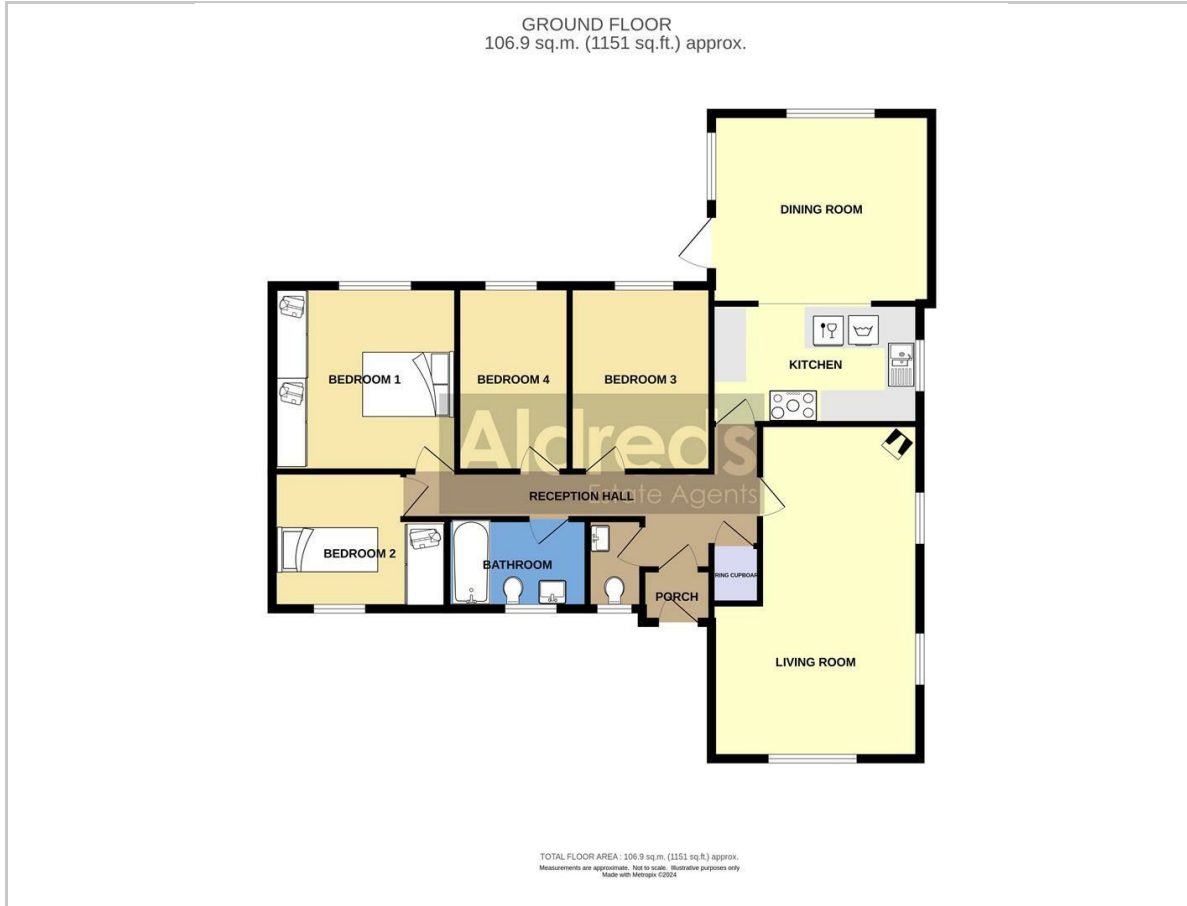 GROUND FLOOR
106.9 sq.m. (1151 sq.ft.) approx.
DINING ROOM
KITCHEN
BEDROOM 1
BEDROOM 4
BEDROOM 3
Aldreds
Estate Agents
RECEPTION HALL
BEDROOM 2
BATHROOM
RING CUPBOAR
PORCH
LIVING ROOM
TOTAL FLOOR AREA : 106.9 sq.m. (1151 sq.ft.) approx.
Measurements are approximate. Not to scale. Illustrative purposes only
Made with Metropix ©2024